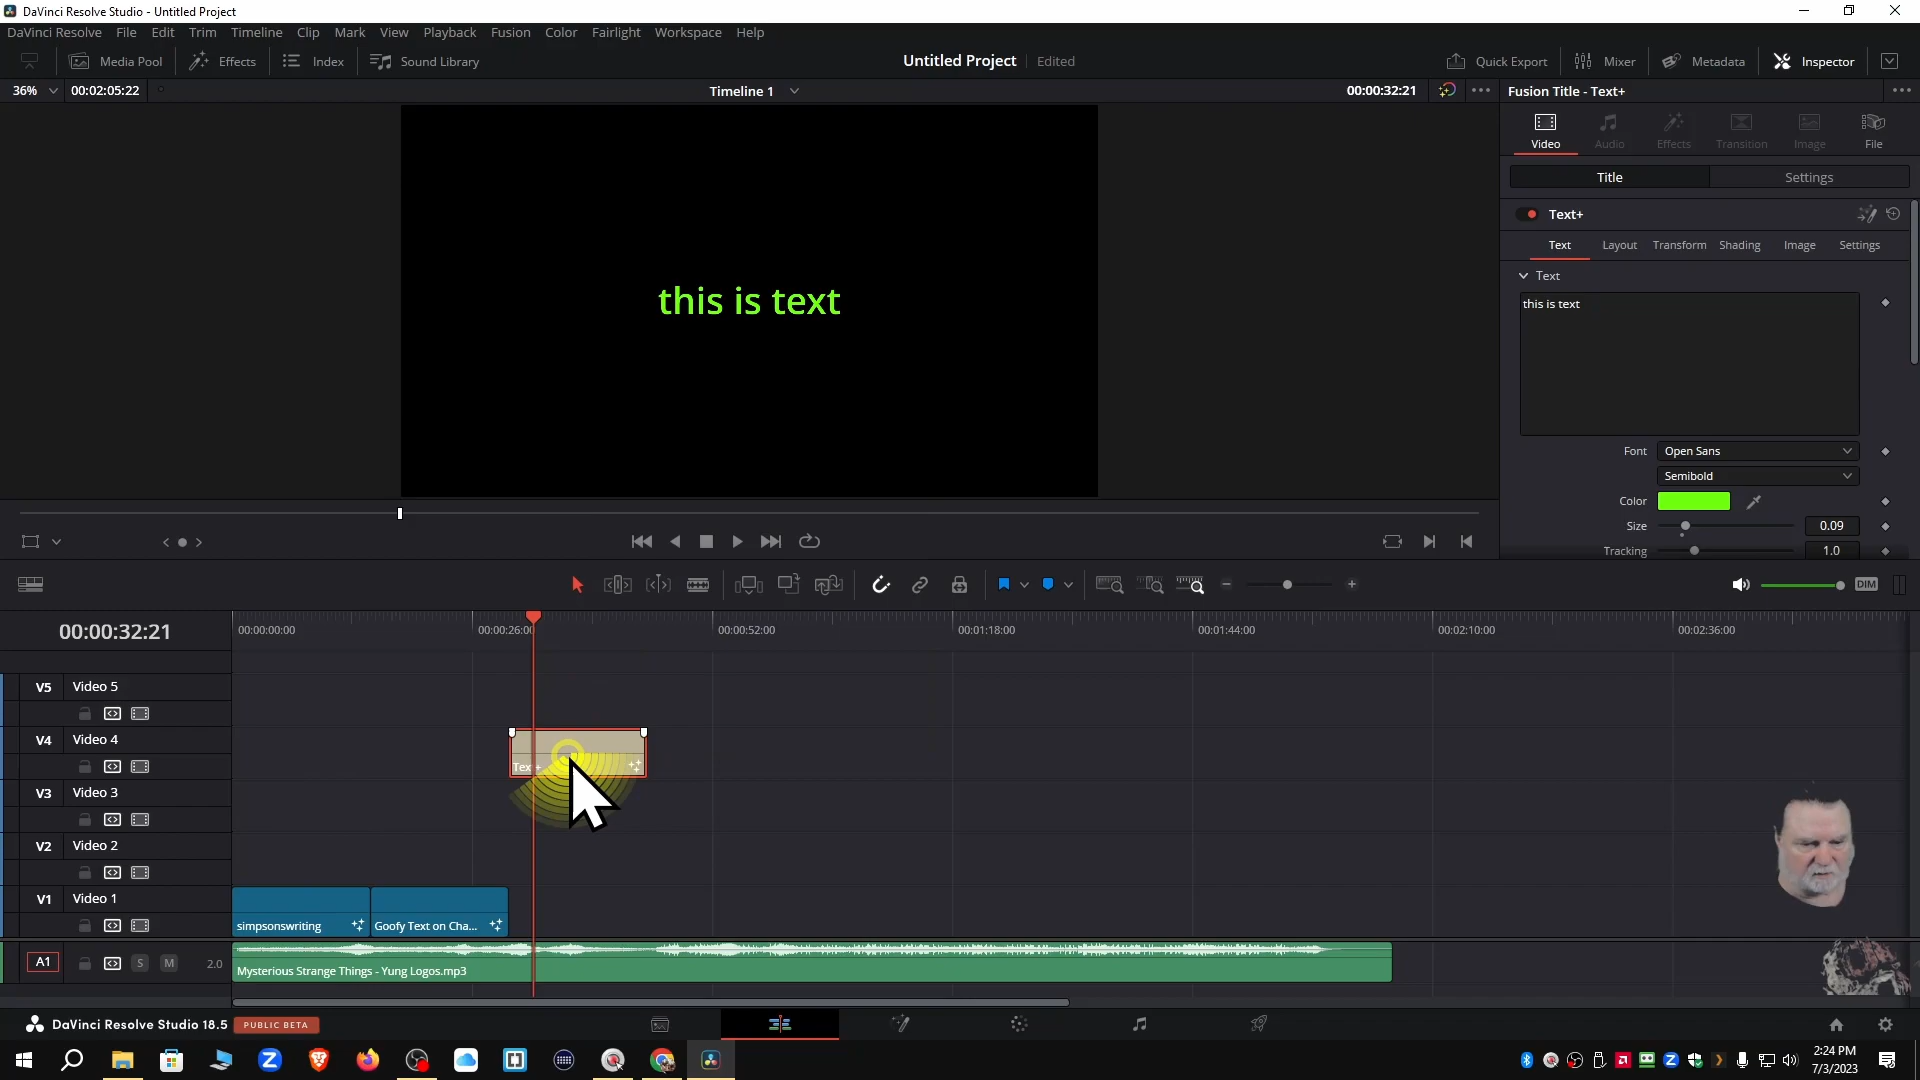 DaVinci Resolve Studio - Untitled Project
DaVinci Resolve File Edit Trim Timeline Clip Mark View Playback Fusion Color Fairlight Workspace Help
Media Pool Effects Index Sound Library Untitled Project Edited Quick Export Mixer Metadata Inspector
36% 00:02:05:22 Timeline 1 00:00:32:21 Fusion Title - Text+
Video Audio Effects Transition Image File
Title Settings
Text+
Text Layout Transform Shading Image Settings
Text
this is text
this is text
Font Open Sans
Semibold
Color
Size 0.09
Tracking 1.0
DIM
00:00:32:21 00:00:00:00 00:00:26:00 00:00:52:00 00:01:18:00 00:01:44:00 00:02:10:00 00:02:36:00
V5 Video 5
V4 Video 4
Text+
V3 Video 3
V2 Video 2
V1 Video 1
simpsonswriting Goofy Text on Cha...
A1 S M 2.0
Mysterious Strange Things - Yung Logos.mp3
DaVinci Resolve Studio 18.5 PUBLIC BETA
2:24 PM
7/3/2023